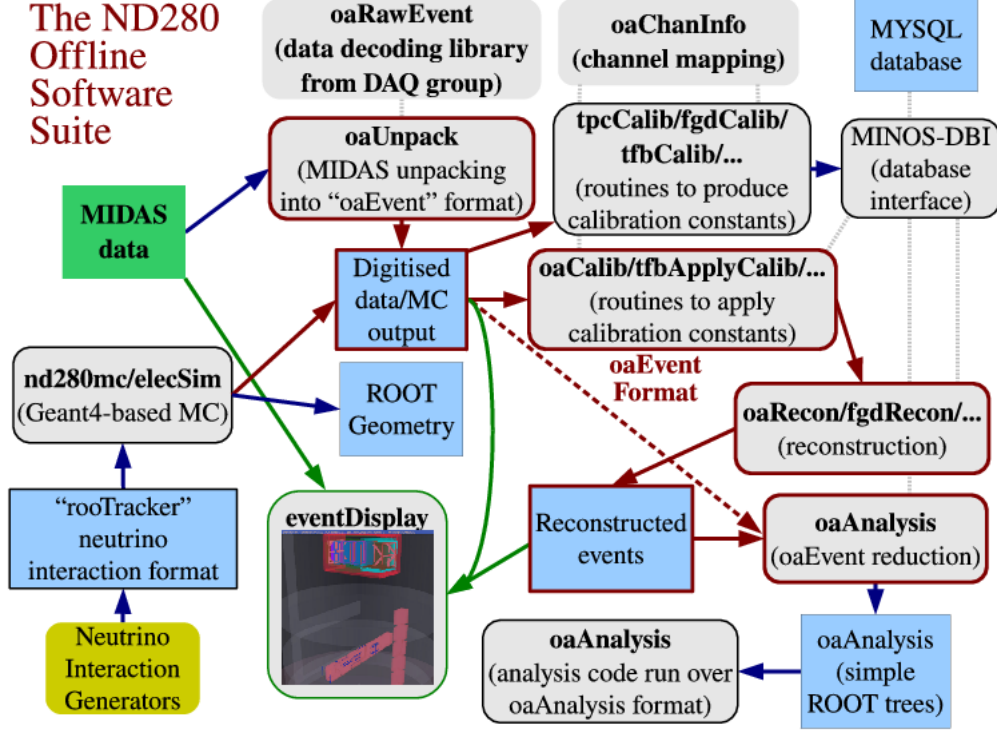 The ND280
Offline
Software
Suite
oaRawEvent
(data decoding library
from DAQ group)
oaChanInfo
(channel mapping)
MYSQL
database
oaUnpack
(MIDAS unpacking
into “oaEvent” format)
tpcCalib/fgdCalib/
tfbCalib/...
(routines to produce
calibration constants)
MINOS-DBI
(database
interface)
MIDAS
data
Digitised
data/MC
output
oaCalib/tfbApplyCalib/...
(routines to apply
calibration constants)
oaEvent
Format
nd280mc/elecSim
(Geant4-based MC)
ROOT
Geometry
oaRecon/fgdRecon/...
(reconstruction)
“rooTracker”
neutrino
interaction format
eventDisplay
Reconstructed
events
oaAnalysis
(oaEvent reduction)
Neutrino
Interaction
Generators
oaAnalysis
(analysis code run over
oaAnalysis format)
oaAnalysis
(simple
ROOT trees)